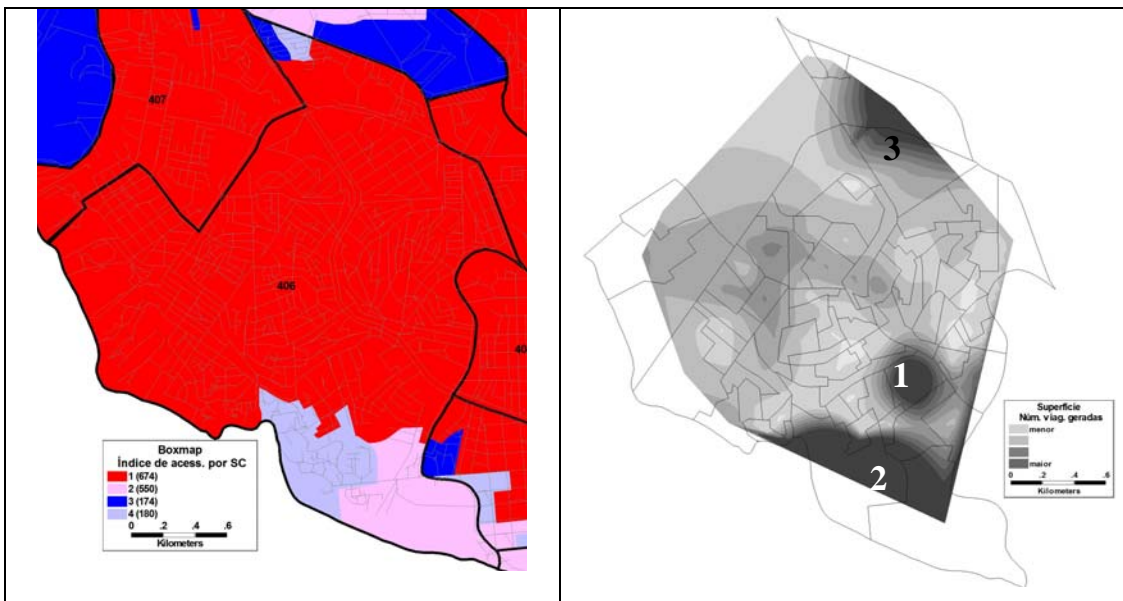 407
406
40
Boxmap
Índice de acess. por SC
1 (674)
2 (550)
3 (174)
4 (180)
0 .2 .4 .6
Kilometers
3
1
2
Superfície
Núm. viag. geradas
menor
maior
0 .2 .4 .6
Kilometers